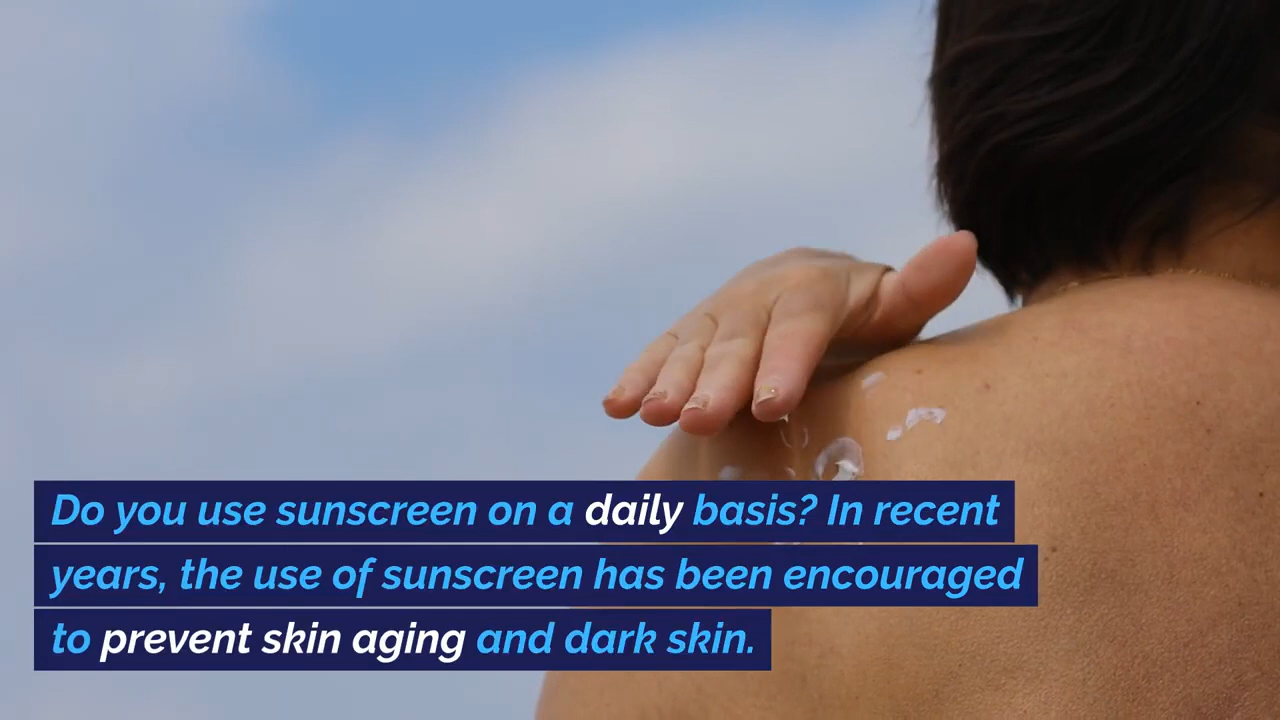 Do you use sunscreen on a daily basis? In recent
years, the use of sunscreen has been encouraged
to prevent skin aging and dark skin.